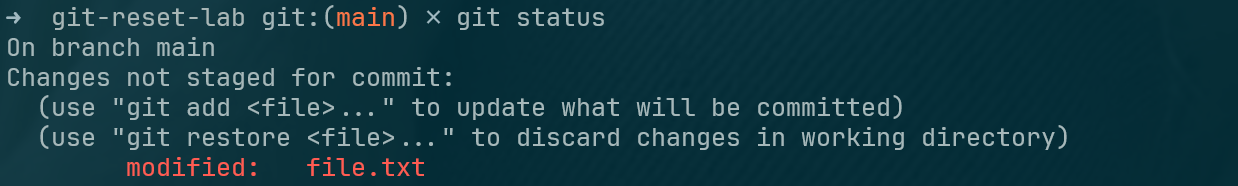 ➜  git-reset-lab git:(main) ✗ git status
On branch main
Changes not staged for commit:
  (use "git add <file>..." to update what will be committed)
  (use "git restore <file>..." to discard changes in working directory)
        modified:   file.txt